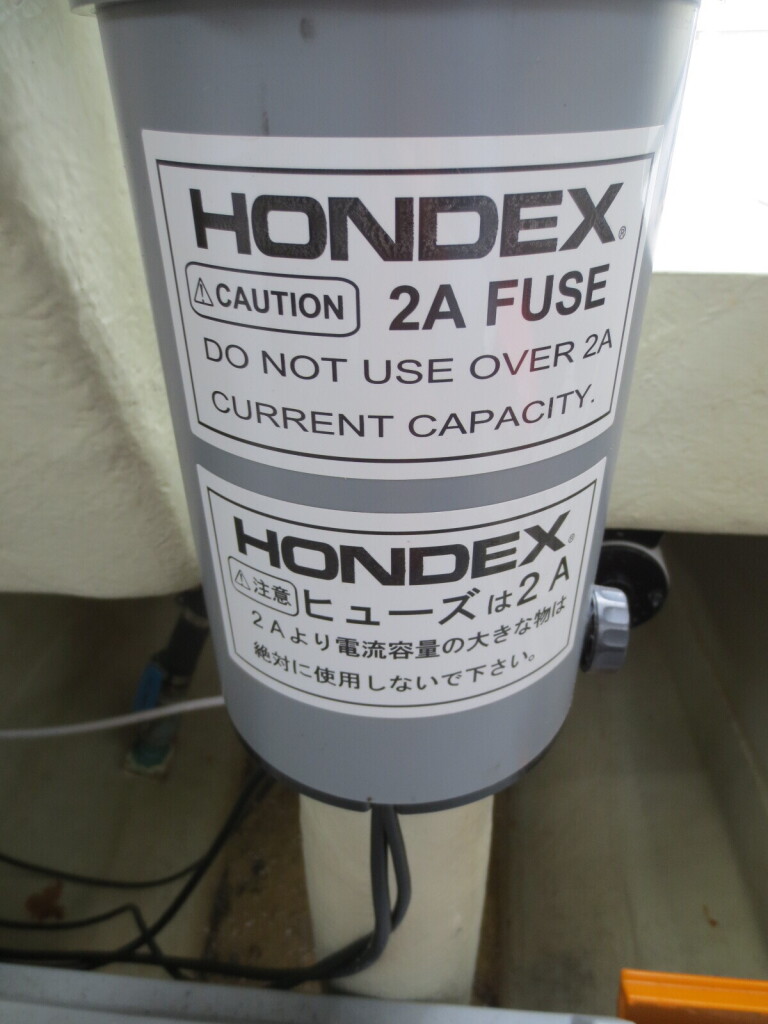 HONDEX®
⚠CAUTION 2A FUSE
DO NOT USE OVER 2A
CURRENT CAPACITY.
HONDEX®
⚠注意 ヒューズは2A
2Aより電流容量の大きな物は
絶対に使用しないで下さい。